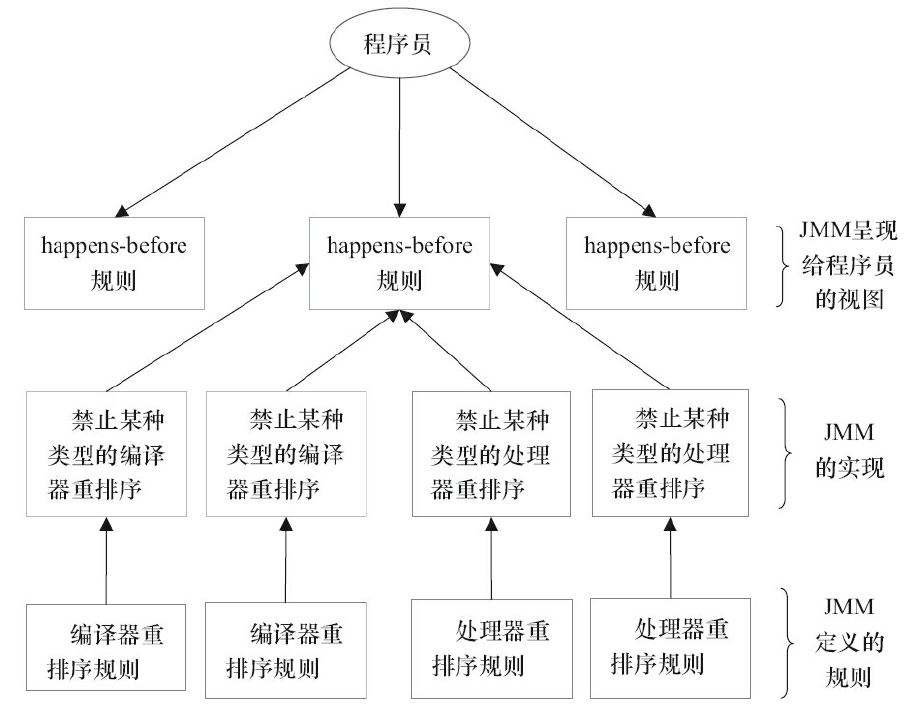 程序员
happens-before
规则
happens-before
规则
happens-before
规则
JMM呈现
给程序员
的视图
禁止某种
类型的编译
器重排序
禁止某种
类型的编译
器重排序
禁止某种
类型的处理
器重排序
禁止某种
类型的处理
器重排序
JMM
的实现
编译器重
排序规则
编译器重
排序规则
处理器重
排序规则
处理器重
排序规则
JMM
定义的
规则